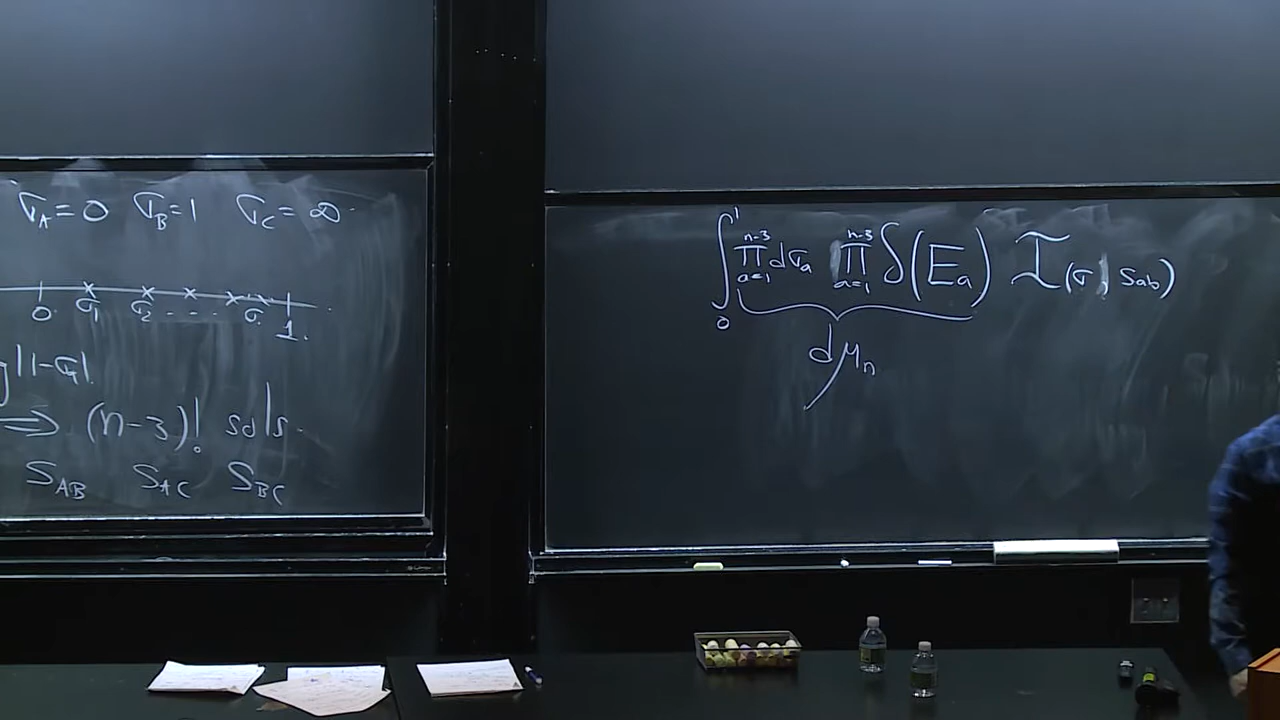 σ_A = 0 σ_B = 1 σ_C = ∞
0 σ_1 σ_2 . . . σ 1
|1-σ_1|
⟹ (n-3)! sols
S_AB S_AC S_BC
∫_0^1 ∏_{a=1}^{n-3} dσ_a ∏_{a=1}^{n-3} δ(E_a) I(σ, s_ab)
dμ_n